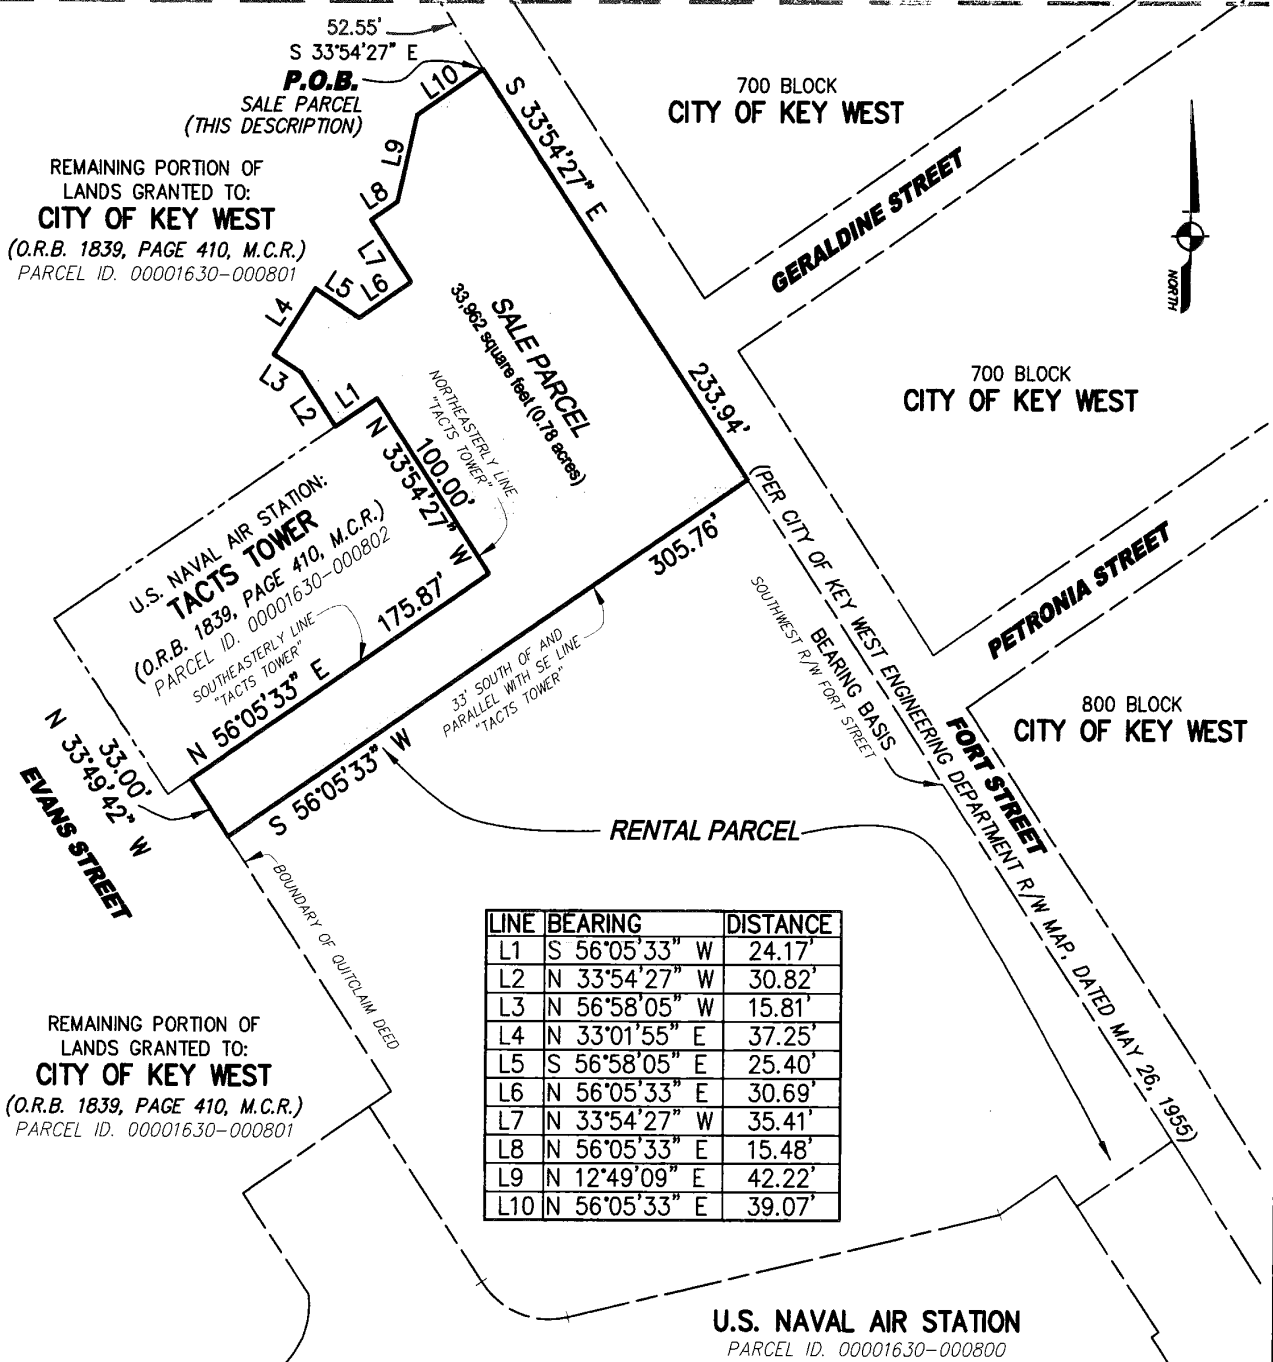 52.55'
S 33°54'27" E
P.O.B.
SALE PARCEL
(THIS DESCRIPTION)
REMAINING PORTION OF
LANDS GRANTED TO:
CITY OF KEY WEST
(O.R.B. 1839, PAGE 410, M.C.R.)
PARCEL ID. 00001630-000801
L10
L9
L8
L7
L6
L5
L4
L3
L2
L1
S 33°54'27" E
233.94'
700 BLOCK
CITY OF KEY WEST
GERALDINE STREET
NORTH
700 BLOCK
CITY OF KEY WEST
PETRONIA STREET
800 BLOCK
CITY OF KEY WEST
SALE PARCEL
33,962 square feet (0.78 acres)
NORTHEASTERLY LINE
"TACTS TOWER"
100.00'
N 33°54'27" W
U.S. NAVAL AIR STATION:
TACTS TOWER
(O.R.B. 1839, PAGE 410, M.C.R.)
PARCEL ID. 00001630-000802
SOUTHEASTERLY LINE
"TACTS TOWER"
175.87'
N 56°05'33" E
305.76'
S 56°05'33" W
33' SOUTH OF AND
PARALLEL WITH SE LINE
"TACTS TOWER"
33.00'
N 33°49'42" W
EVANS STREET
(PER CITY OF KEY WEST ENGINEERING DEPARTMENT R/W MAP, DATED MAY 26, 1955)
BEARING BASIS
SOUTHWEST R/W FORT STREET
FORT STREET
RENTAL PARCEL
BOUNDARY OF QUITCLAIM DEED
LINE BEARING DISTANCE
L1 S 56°05'33" W 24.17'
L2 N 33°54'27" W 30.82'
L3 N 56°58'05" W 15.81'
L4 N 33°01'55" E 37.25'
L5 S 56°58'05" E 25.40'
L6 N 56°05'33" E 30.69'
L7 N 33°54'27" W 35.41'
L8 N 56°05'33" E 15.48'
L9 N 12°49'09" E 42.22'
L10 N 56°05'33" E 39.07'
REMAINING PORTION OF
LANDS GRANTED TO:
CITY OF KEY WEST
(O.R.B. 1839, PAGE 410, M.C.R.)
PARCEL ID. 00001630-000801
U.S. NAVAL AIR STATION
PARCEL ID. 00001630-000800